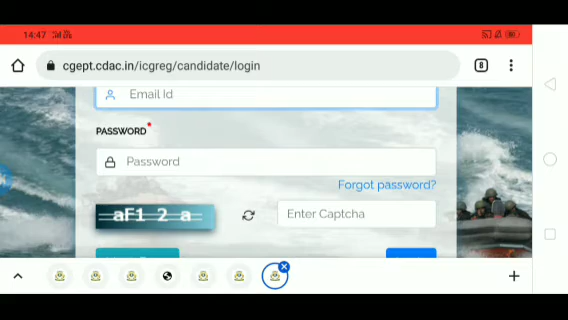 14:47
cgept.cdac.in/icgreg/candidate/login
8
Email Id
PASSWORD*
Password
Forgot password?
aF1 2 a
Enter Captcha